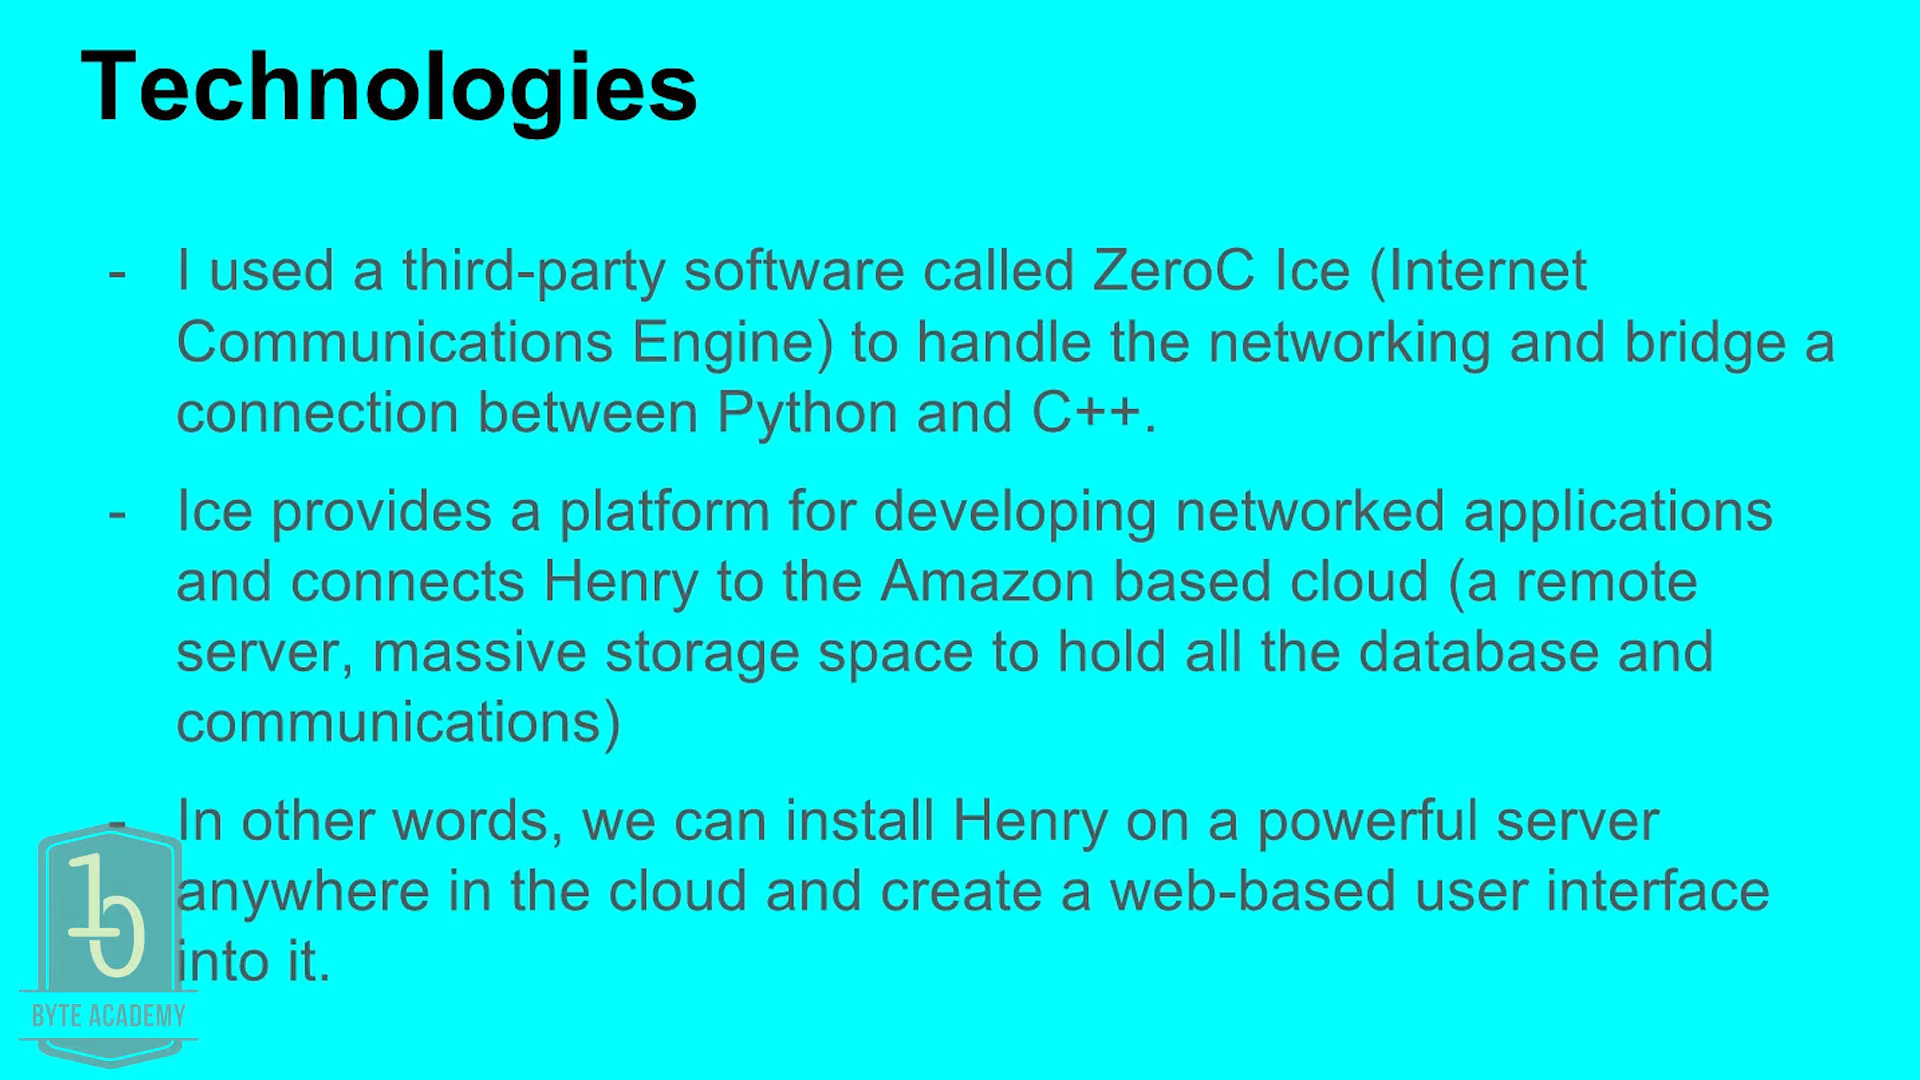 Technologies
- I used a third-party software called ZeroC Ice (Internet
Communications Engine) to handle the networking and bridge a
connection between Python and C++.
- Ice provides a platform for developing networked applications
and connects Henry to the Amazon based cloud (a remote
server, massive storage space to hold all the database and
communications)
- In other words, we can install Henry on a powerful server
anywhere in the cloud and create a web-based user interface
into it.
10
BYTE ACADEMY